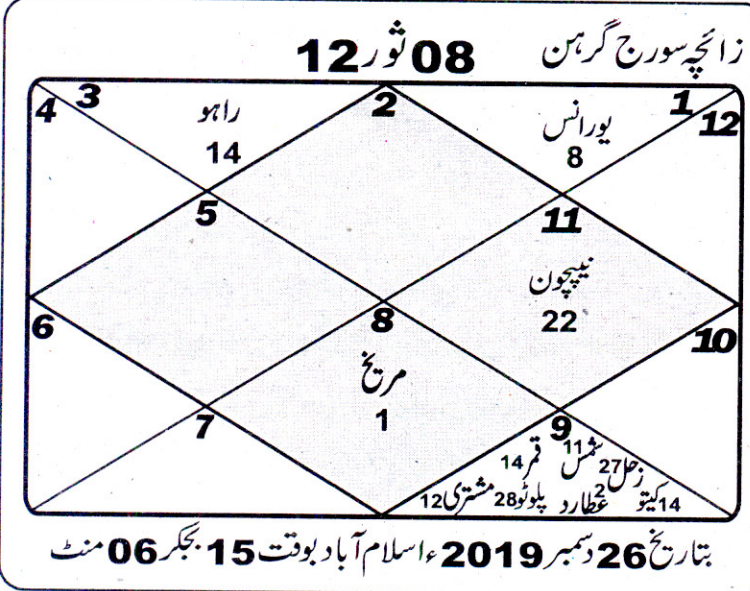 زائچہ سورج گرہن
08 ثور 12
4
3
راہو
14
2
یورانس
8
1
12
5
11
نیپچون
22
6
8
10
مریخ
1
7
9
شمس 11
قمر 14
زحل 27
کیتو 14
عطارد 2
پلوٹو 28
مشتری 12
بتاریخ 26 دسمبر 2019ء اسلام آباد بوقت 15 بجکر 06 منٹ